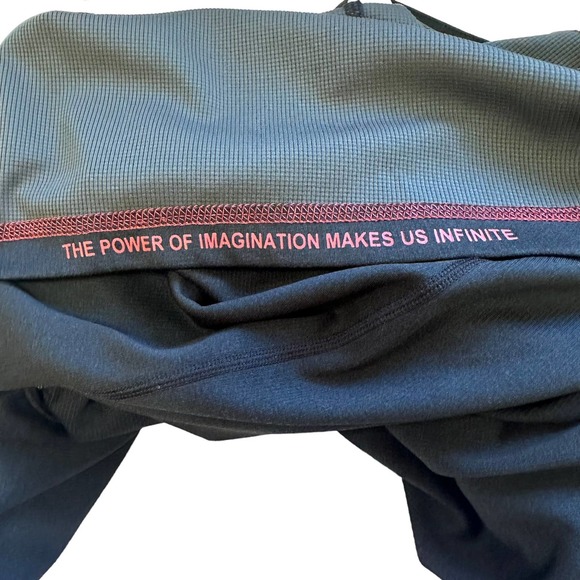 THE POWER OF IMAGINATION MAKES US INFINITE